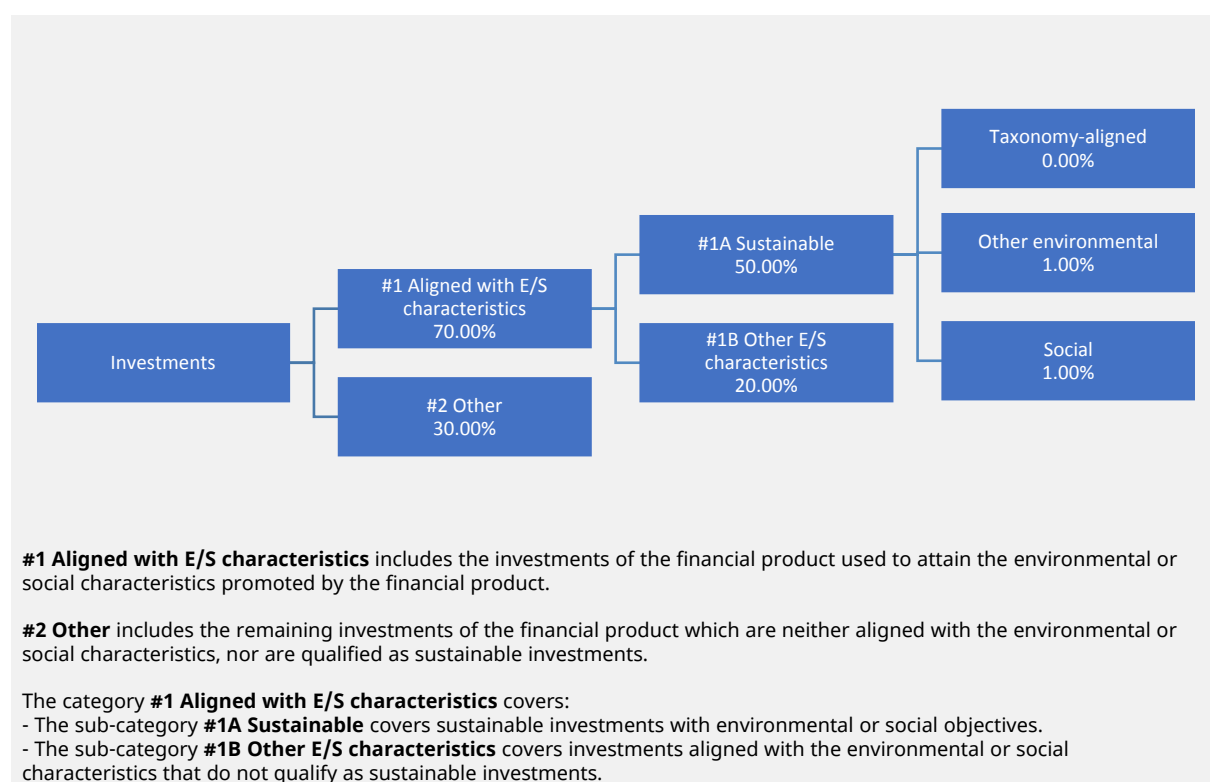 Investments
#1 Aligned with E/S
characteristics
70.00%
#2 Other
30.00%
#1A Sustainable
50.00%
#1B Other E/S
characteristics
20.00%
Taxonomy-aligned
0.00%
Other environmental
1.00%
Social
1.00%
#1 Aligned with E/S characteristics includes the investments of the financial product used to attain the environmental or
social characteristics promoted by the financial product.
#2 Other includes the remaining investments of the financial product which are neither aligned with the environmental or
social characteristics, nor are qualified as sustainable investments.
The category #1 Aligned with E/S characteristics covers:
- The sub-category #1A Sustainable covers sustainable investments with environmental or social objectives.
- The sub-category #1B Other E/S characteristics covers investments aligned with the environmental or social
characteristics that do not qualify as sustainable investments.